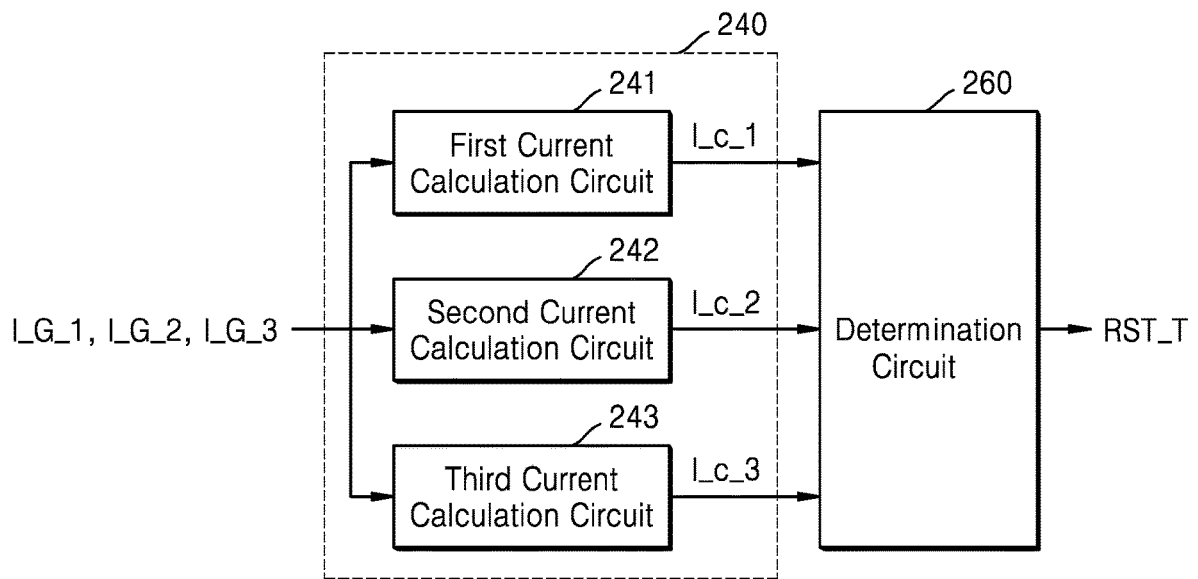 240
241
260
First Current
Calculation Circuit
I_c_1
242
I_G_1, I_G_2, I_G_3
Second Current
Calculation Circuit
I_c_2
Determination
Circuit
RST_T
243
Third Current
Calculation Circuit
I_c_3